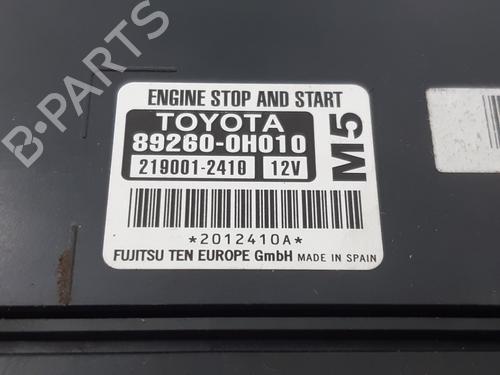 B-PARTS
ENGINE STOP AND START
TOYOTA
89260-0H010
219001-2410 12V
M5
*2012410A*
FUJITSU TEN EUROPE GmbH MADE IN SPAIN